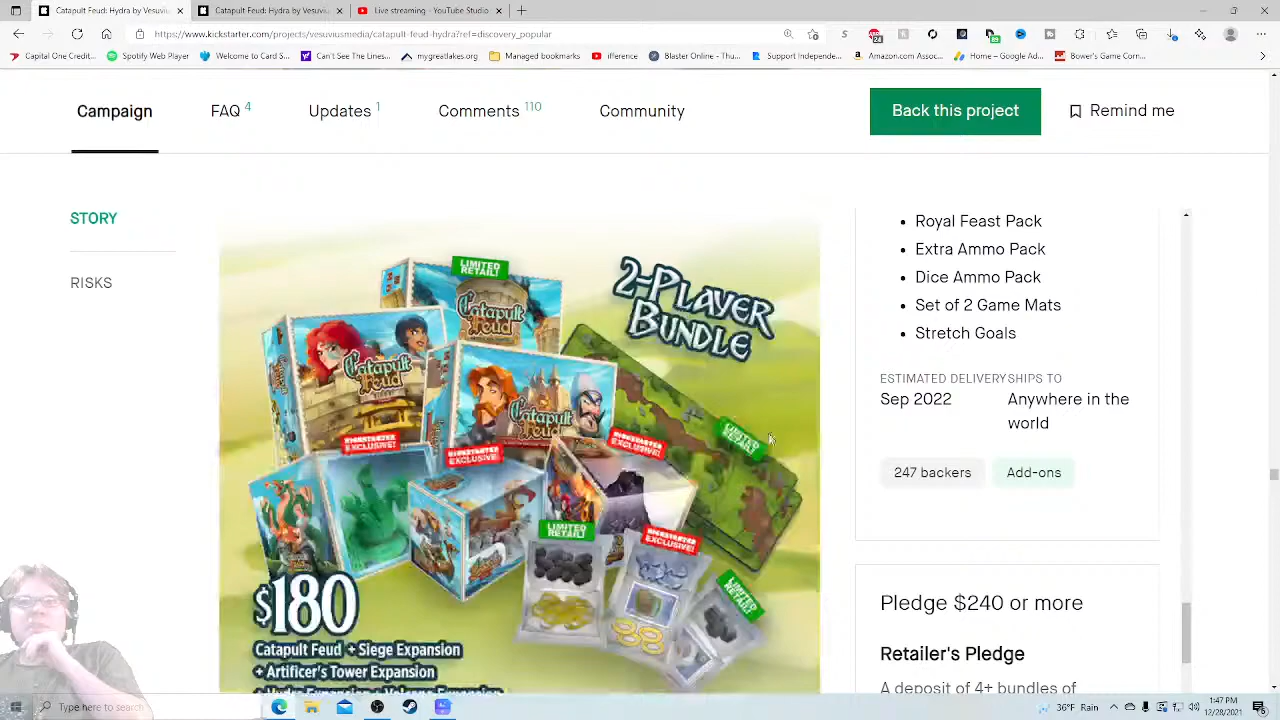 Catapult Feud: Hydra by Vesuviu
Catapult Feud: Hydra by Vesuviu
Live streaming - YouTube Studio
https://www.kickstarter.com/projects/vesuviusmedia/catapult-feud-hydra?ref=discovery_popular
Capital One Credit...
Spotify Web Player
Welcome Card S...
Can't See The Lines...
mygreatlakes.org
Managed bookmarks
ifference
Blaster Online - Thu...
Support Independe...
Amazon.com Assoc...
Home - Google Ad...
Bower's Game Corn...
Campaign
FAQ 4
Updates 1
Comments 110
Community
Back this project
Remind me
STORY
RISKS
LIMITED RETAIL!
Catapult Feud
2-PLAYER BUNDLE
Catapult Feud
Catapult Feud
KICKSTARTER EXCLUSIVE!
KICKSTARTER EXCLUSIVE!
KICKSTARTER EXCLUSIVE!
LIMITED RETAIL!
LIMITED RETAIL!
KICKSTARTER EXCLUSIVE!
LIMITED RETAIL!
$180
Catapult Feud + Siege Expansion
+ Artificer's Tower Expansion
+ Hydra Expansion + Volcano Expansion
Royal Feast Pack
Extra Ammo Pack
Dice Ammo Pack
Set of 2 Game Mats
Stretch Goals
ESTIMATED DELIVERY
Sep 2022
SHIPS TO
Anywhere in the
world
247 backers
Add-ons
Pledge $240 or more
Retailer's Pledge
A deposit of 4+ bundles of
Type here to search
36°F Rain
1:47 PM
12/28/2021